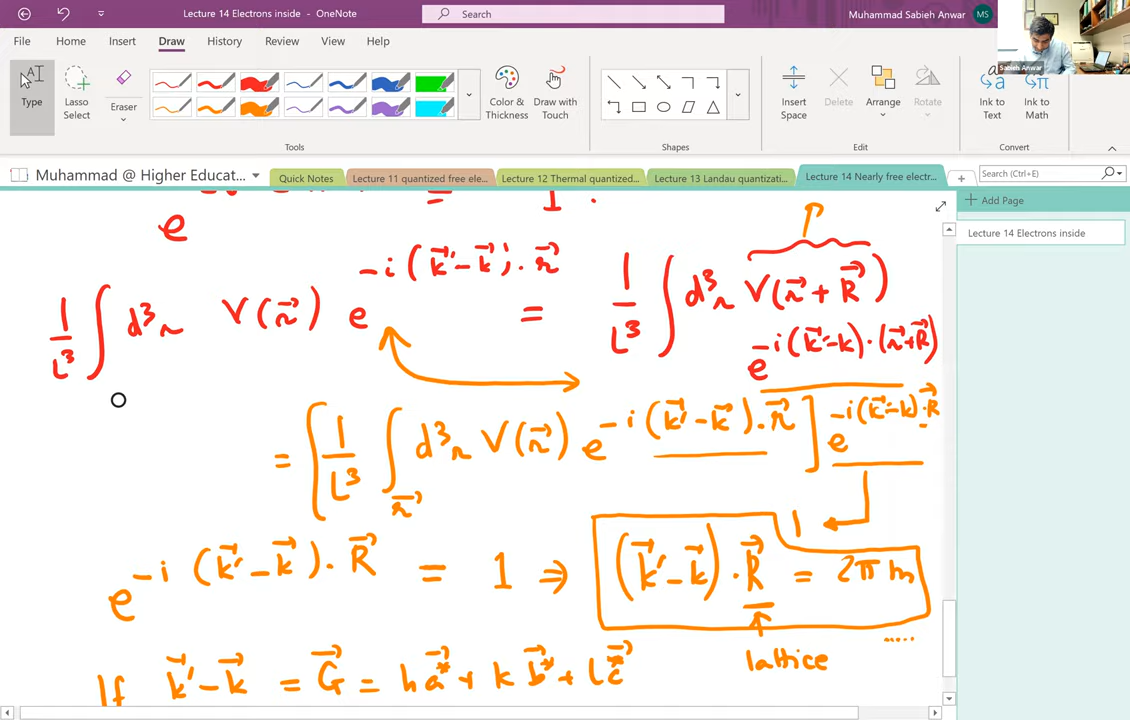 Lecture 14 Electrons inside - OneNote
Search
Muhammad Sabieh Anwar MS
Sabieh Anwar
File Home Insert Draw History Review View Help
Type
Lasso Select
Eraser
Color & Thickness
Draw with Touch
Insert Space
Delete
Arrange
Rotate
Ink to Text
Ink to Math
Tools
Shapes
Edit
Convert
Muhammad @ Higher Educat...
Quick Notes
Lecture 11 quantized free ele...
Lecture 12 Thermal quantized...
Lecture 13 Landau quantizati...
Lecture 14 Nearly free electr...
Search (Ctrl+E)
Add Page
Lecture 14 Electrons inside
e = 1 .
1/L³ ∫ d³r V(r⃗) e^{-i(k⃗'-k⃗)·r⃗} = 1/L³ ∫ d³r V(r⃗+R⃗) e^{-i(k⃗'-k)·(r⃗+R⃗)}
= [1/L³ ∫_{r⃗} d³r V(r⃗) e^{-i(k⃗'-k⃗)·r⃗}] e^{-i(k⃗'-k)·R⃗}
1
e^{-i(k⃗'-k⃗)·R⃗} = 1 ⇒ (k⃗'-k⃗)·R⃗ = 2πm
lattice
If k⃗'-k⃗ = G⃗ = ha⃗* + kb⃗* + lc⃗*